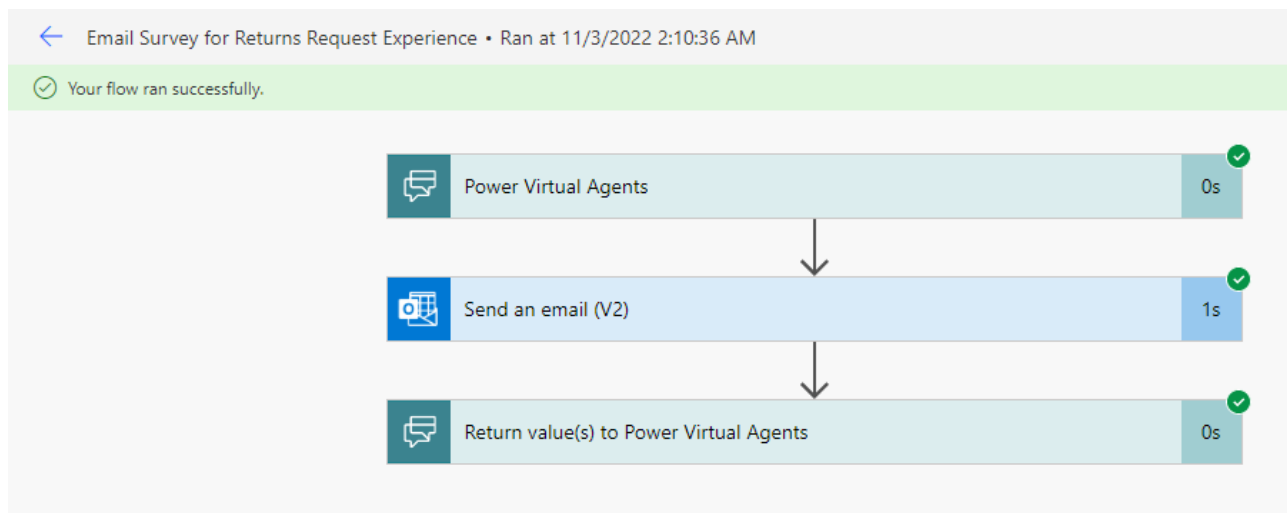 Email Survey for Returns Request Experience • Ran at 11/3/2022 2:10:36 AM
Your flow ran successfully.
Power Virtual Agents 0s
Send an email (V2) 1s
Return value(s) to Power Virtual Agents 0s